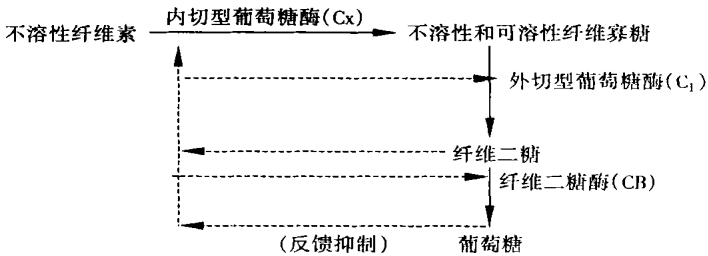 内切型葡萄糖酶(Cx)
不溶性纤维素
不溶性和可溶性纤维寡糖
外切型葡萄糖酶(C₁)
纤维二糖
纤维二糖酶(CB)
(反馈抑制)
葡萄糖